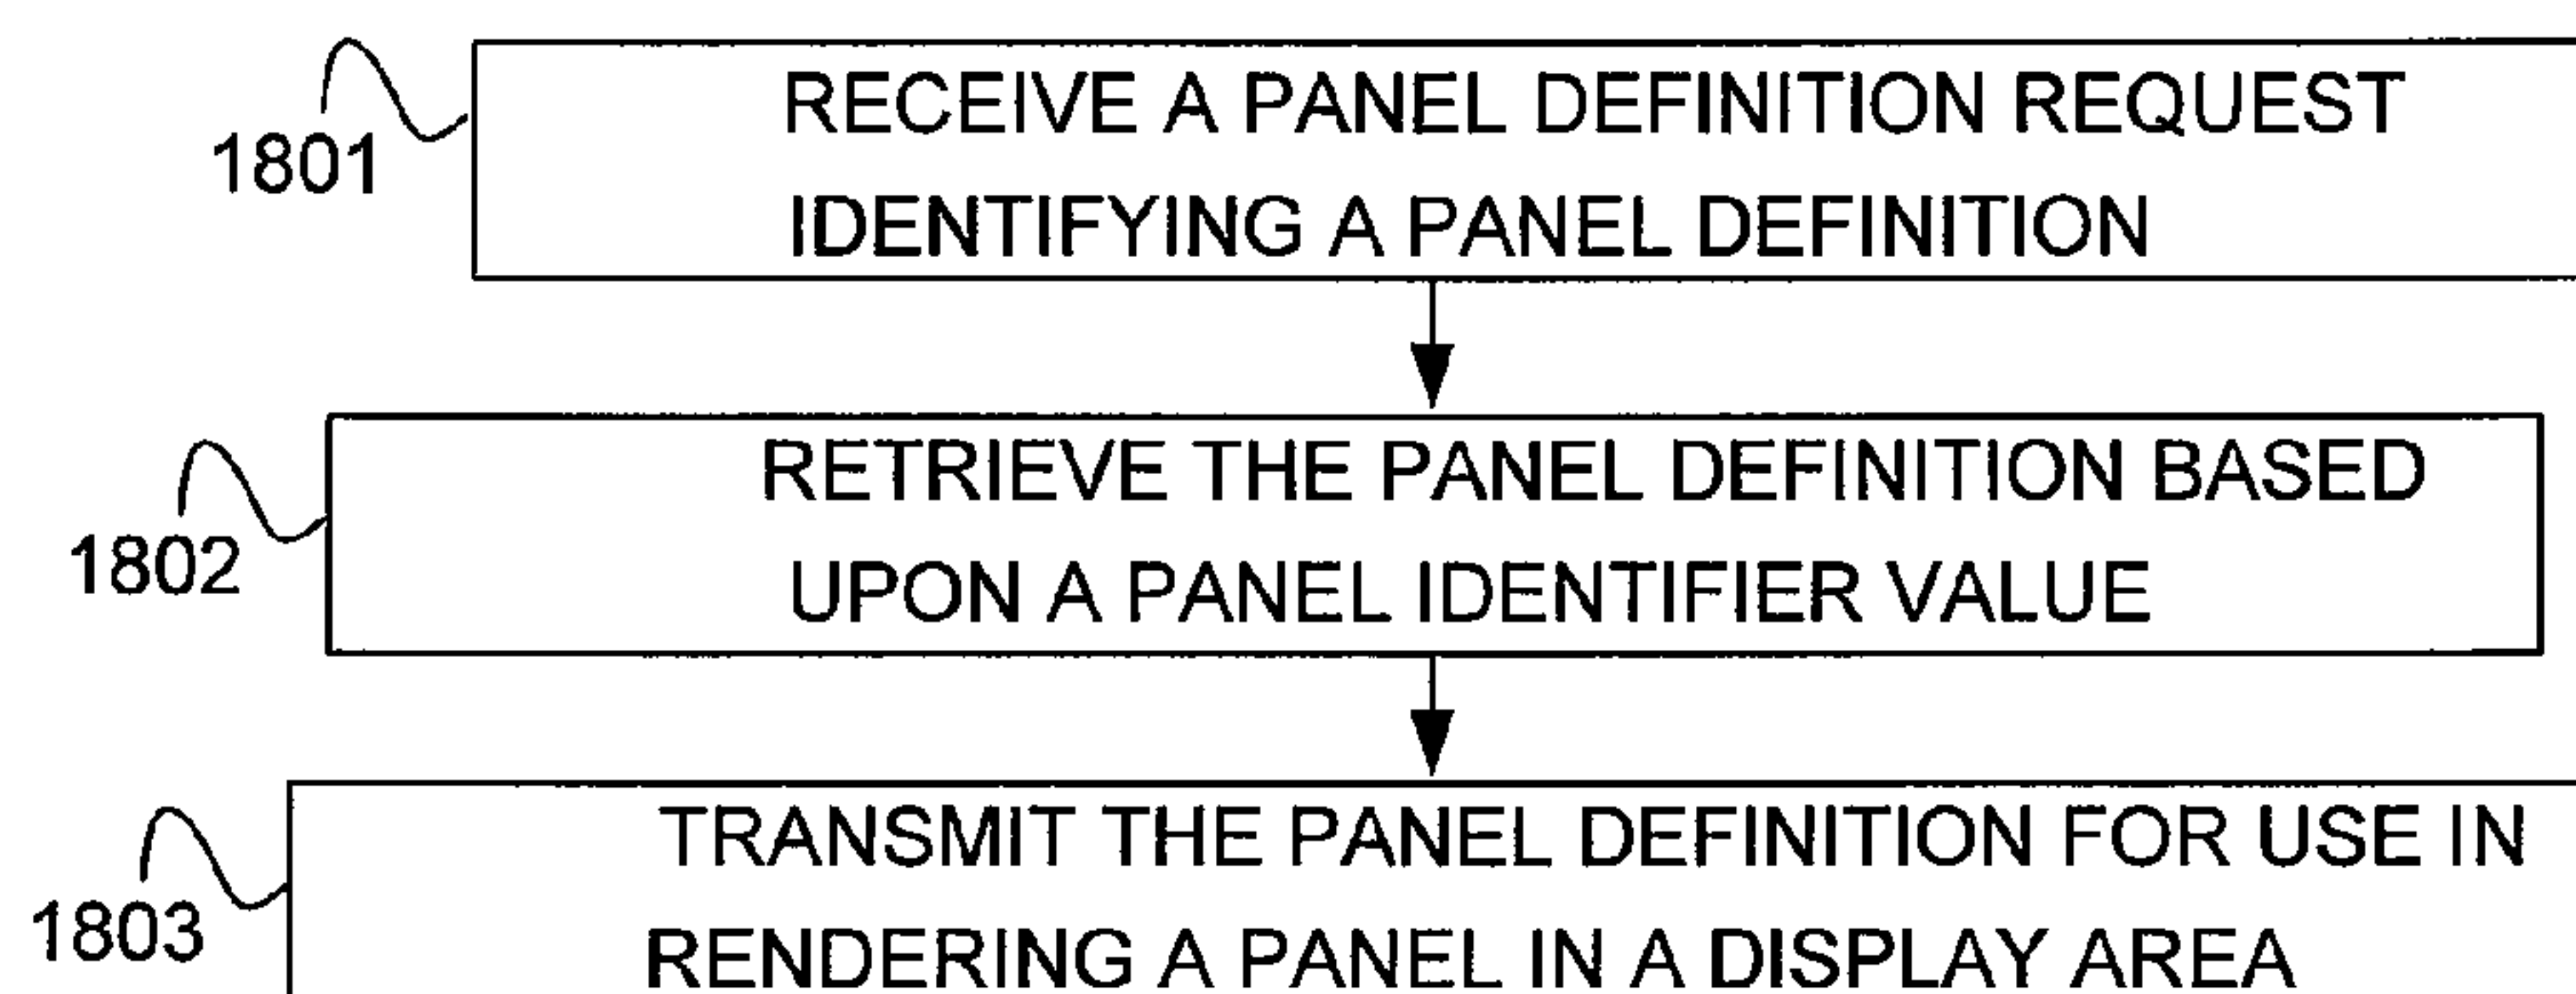 RECEIVE A PANEL DEFINITION REQUEST
IDENTIFYING A PANEL DEFINITION
1801
RETRIEVE THE PANEL DEFINITION BASED
UPON A PANEL IDENTIFIER VALUE
1802
TRANSMIT THE PANEL DEFINITION FOR USE IN
RENDERING A PANEL IN A DISPLAY AREA
1803